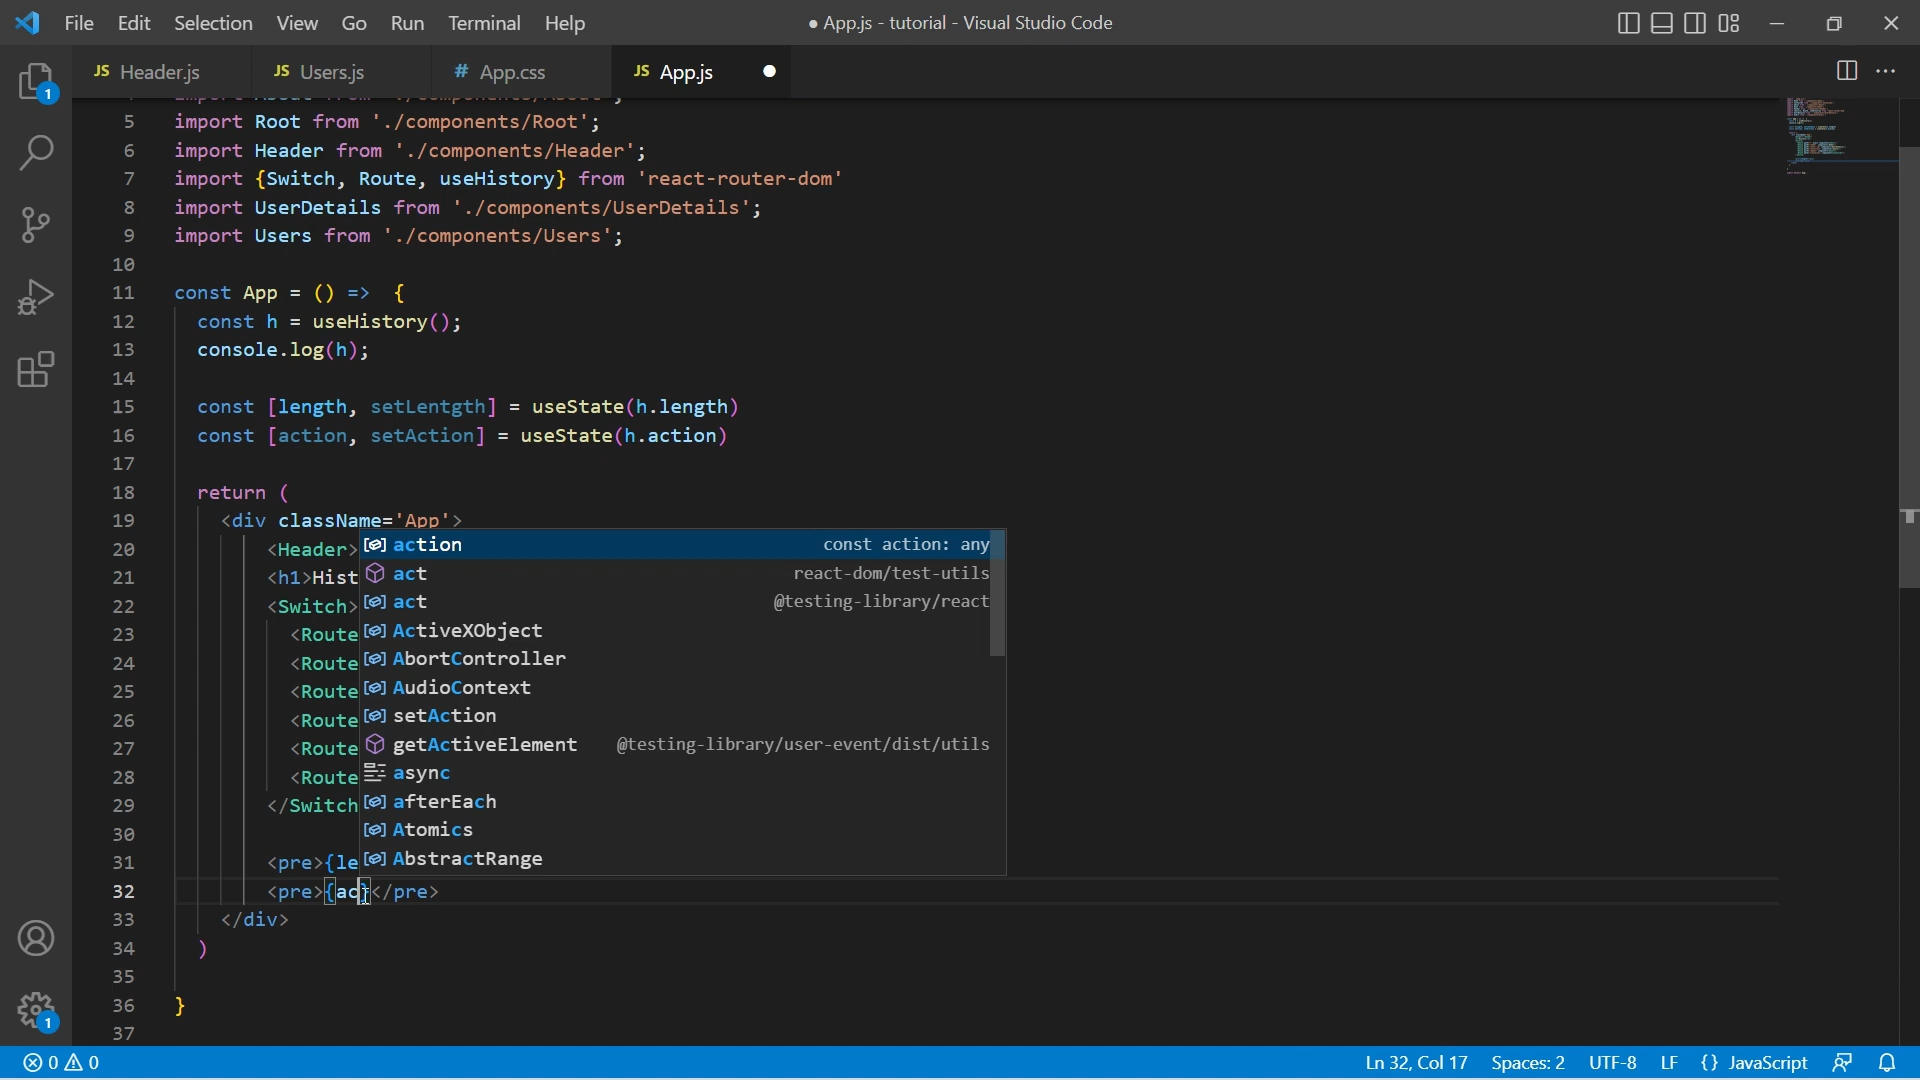 File Edit Selection View Go Run Terminal Help ● App.js - tutorial - Visual Studio Code
1
JS Header.js JS Users.js # App.css JS App.js
5 import Root from './components/Root';
6 import Header from './components/Header';
7 import {Switch, Route, useHistory} from 'react-router-dom'
8 import UserDetails from './components/UserDetails';
9 import Users from './components/Users';
10
11 const App = () => {
12 const h = useHistory();
13 console.log(h);
14
15 const [length, setLentgth] = useState(h.length)
16 const [action, setAction] = useState(h.action)
17
18 return (
19 <div className='App'>
20 <Header> action const action: any
21 <h1>Hist act react-dom/test-utils
22 <Switch> act @testing-library/react
23 <Route ActiveXObject
24 <Route AbortController
25 <Route AudioContext
26 <Route setAction
27 <Route getActiveElement @testing-library/user-event/dist/utils
28 <Route async
29 </Switch afterEach
30 Atomics
31 <pre>{le AbstractRange
32 <pre>{ac}</pre>
33 </div>
34 )
35
36 }
37
1
0 0 Ln 32, Col 17 Spaces: 2 UTF-8 LF {} JavaScript